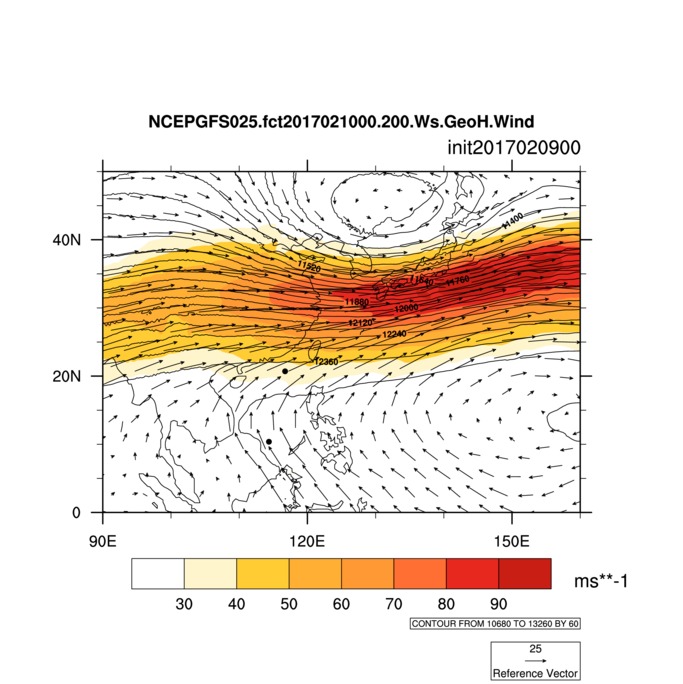 NCEPGFS025.fct2017021000.200.Ws.GeoH.Wind
init2017020900
11400
40N
11520
11640
11760
11880
12000
12120
12240
12360
20N
0
90E 120E 150E
30 40 50 60 70 80 90
ms**-1
CONTOUR FROM 10680 TO 13260 BY 60
25
Reference Vector